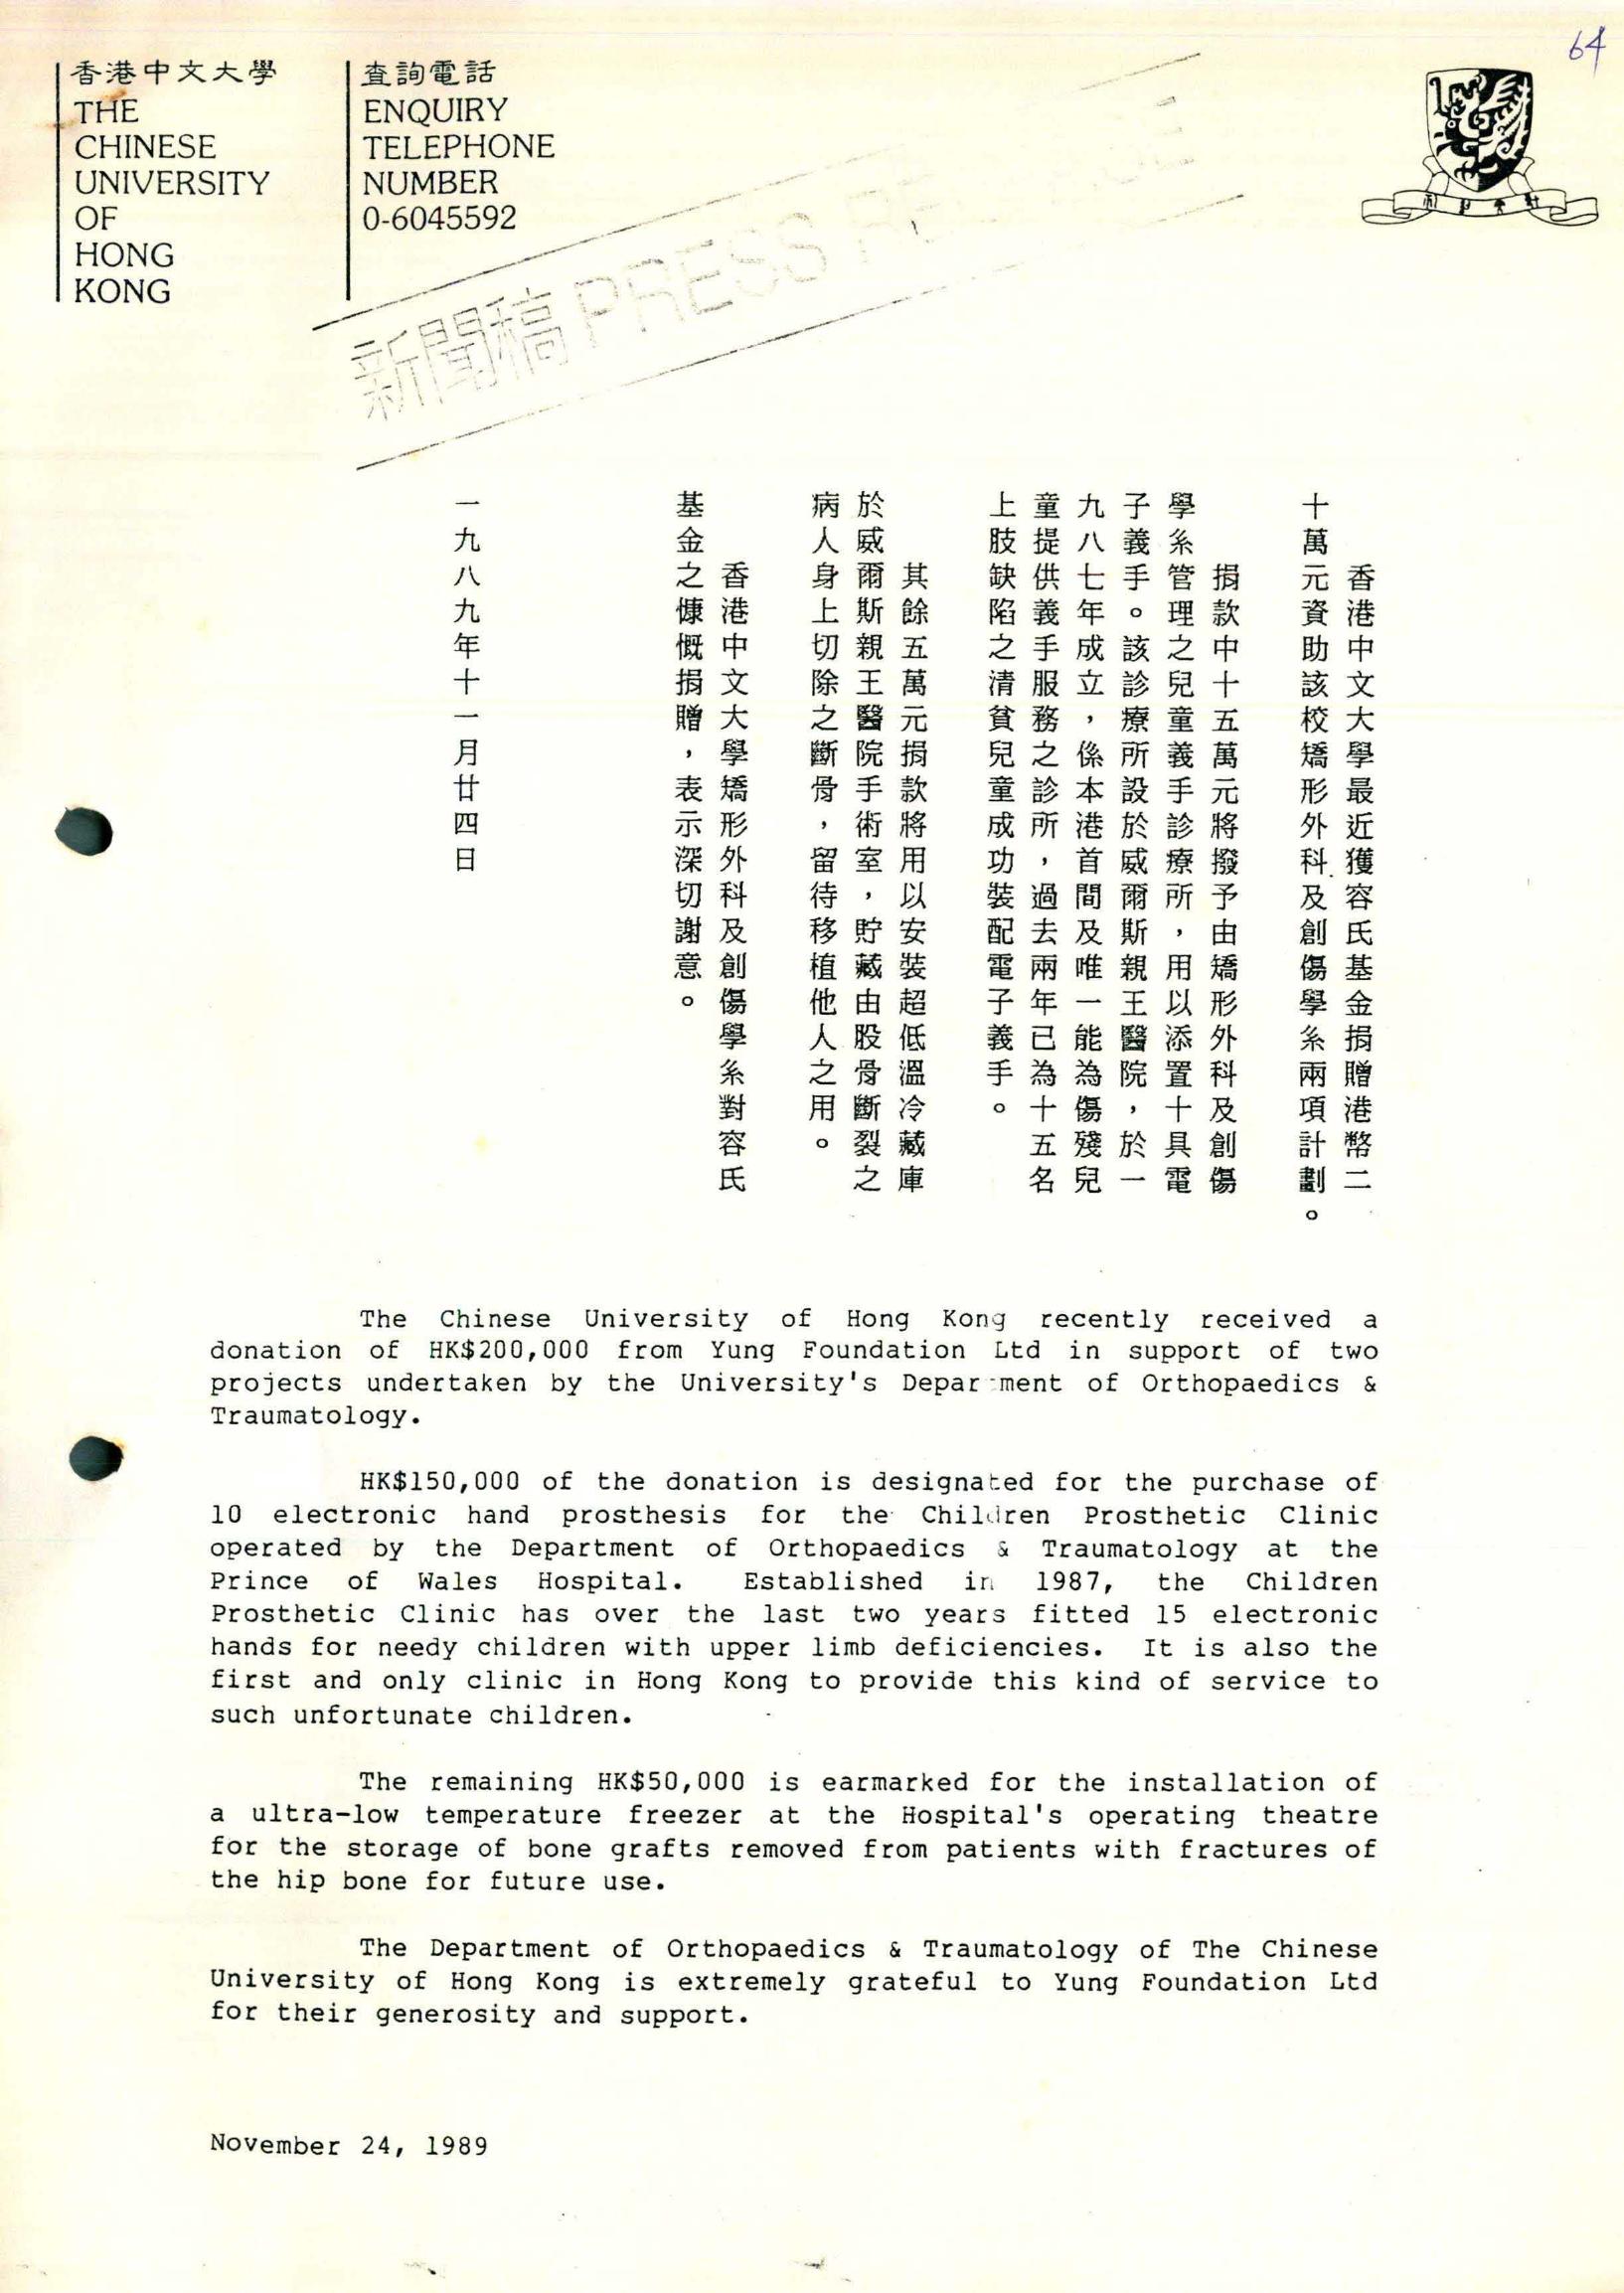 64
香港中文大學
THE
CHINESE
UNIVERSITY
OF
HONG
KONG
查詢電話
ENQUIRY
TELEPHONE
NUMBER
0-6045592
新聞稿 PRESS
香港中文大學最近獲容氏基金捐贈港幣二
十萬元資助該校矯形外科及創傷學系兩項計劃。
捐款中十五萬元將撥予由矯形外科及創傷
學系管理之兒童義手診療所，用以添置十具電
子義手。該診療所設於威爾斯親王醫院，於一
九八七年成立，係本港首間及唯一能為傷殘兒
童提供義手服務之診所，過去兩年已為十五名
上肢缺陷之清貧兒童成功裝配電子義手。
其餘五萬元捐款將用以安裝超低溫冷藏庫
於威爾斯親王醫院手術室，貯藏由股骨斷裂之
病人身上切除之斷骨，留待移植他人之用。
香港中文大學矯形外科及創傷學系對容氏
基金之慷慨捐贈，表示深切謝意。
一九八九年十一月廿四日
The Chinese University of Hong Kong recently received a
donation of HK$200,000 from Yung Foundation Ltd in support of two
projects undertaken by the University's Department of Orthopaedics &
Traumatology.
HK$150,000 of the donation is designated for the purchase of
10 electronic hand prosthesis for the Children Prosthetic Clinic
operated by the Department of Orthopaedics & Traumatology at the
Prince of Wales Hospital. Established in 1987, the Children
Prosthetic Clinic has over the last two years fitted 15 electronic
hands for needy children with upper limb deficiencies. It is also the
first and only clinic in Hong Kong to provide this kind of service to
such unfortunate children.
The remaining HK$50,000 is earmarked for the installation of
a ultra-low temperature freezer at the Hospital's operating theatre
for the storage of bone grafts removed from patients with fractures of
the hip bone for future use.
The Department of Orthopaedics & Traumatology of The Chinese
University of Hong Kong is extremely grateful to Yung Foundation Ltd
for their generosity and support.
November 24, 1989